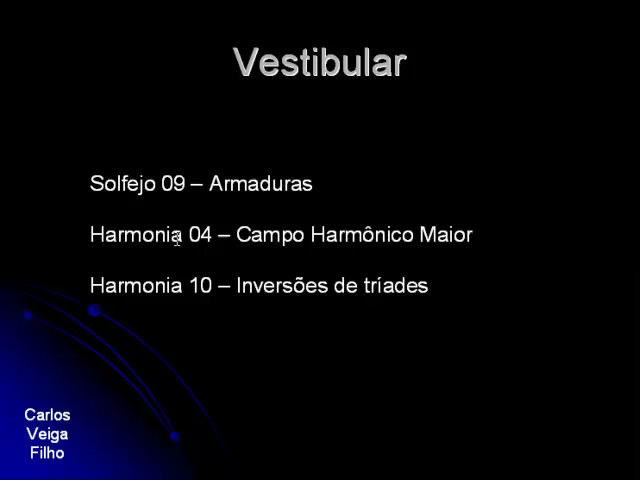 Vestibular
Solfejo 09 – Armaduras
Harmonia 04 – Campo Harmônico Maior
Harmonia 10 – Inversões de tríades
Carlos
Veiga
Filho